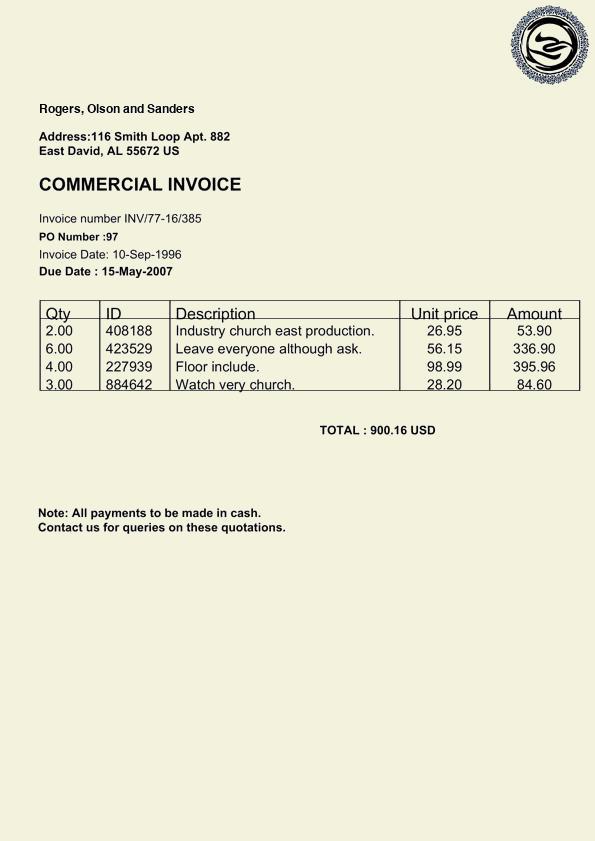 Rogers, Olson and Sanders
Address:116 Smith Loop Apt. 882
East David, AL 55672 US
COMMERCIAL INVOICE
Invoice number INV/77-16/385
PO Number :97
Invoice Date: 10-Sep-1996
Due Date : 15-May-2007
Qty ID Description Unit price Amount
2.00 408188 Industry church east production. 26.95 53.90
6.00 423529 Leave everyone although ask. 56.15 336.90
4.00 227939 Floor include. 98.99 395.96
3.00 884642 Watch very church. 28.20 84.60
TOTAL : 900.16 USD
Note: All payments to be made in cash.
Contact us for queries on these quotations.